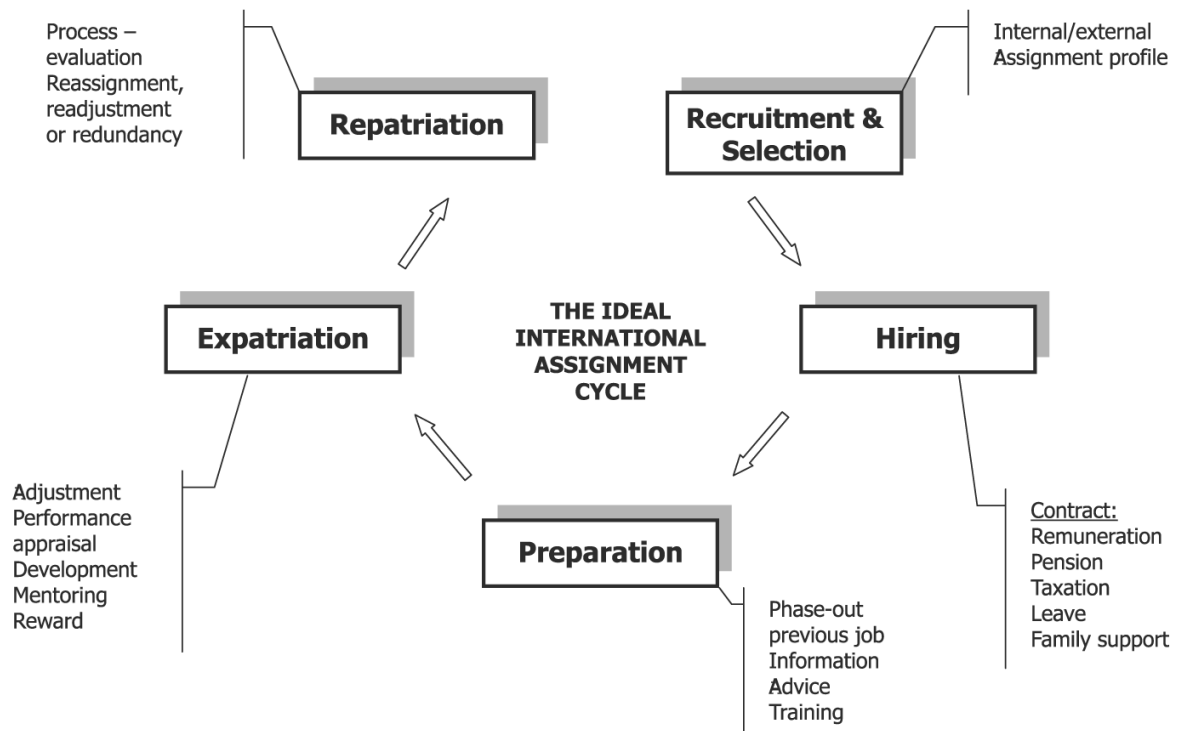 Process –
evaluation
Reassignment,
readjustment
or redundancy
Repatriation
Recruitment &
Selection
Internal/external
Assignment profile
Expatriation
THE IDEAL
INTERNATIONAL
ASSIGNMENT
CYCLE
Hiring
Adjustment
Performance
appraisal
Development
Mentoring
Reward
Preparation
Phase-out
previous job
Information
Advice
Training
Contract:
Remuneration
Pension
Taxation
Leave
Family support